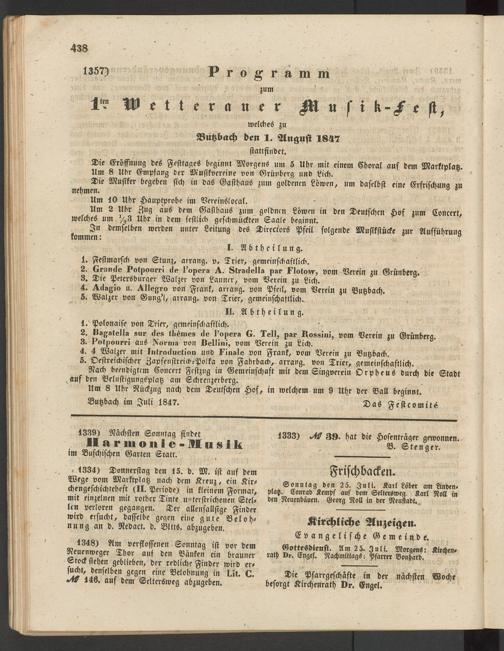 438
1357) Programm
zum
1.ten Wetterauer Musik-Fest,
welches zu
Butzbach den 1. August 1847
stattfindet.
Die Eröffnung des Festtages beginnt Morgens um 5 Uhr mit einem Choral auf dem Marktplatz.
Um 8 Uhr Empfang der Musikvereine von Grünberg und Lich.
Die Musiker begeben sich in das Gasthaus zum goldenen Löwen, um daselbst eine Erfrischung zu
nehmen.
Um 10 Uhr Hauptprobe im Vereinslocal.
Um 2 Uhr Zug aus dem Gasthaus zum goldnen Löwen in den Deutschen Hof zum Concert,
welches um 1/23 Uhr in dem festlich geschmückten Saale beginnt.
In demselben werden unter Leitung des Directors Pfeil folgende Musikstücke zur Aufführung
kommen:
I. Abtheilung.
1. Festmarsch von Stunz, arrang. v. Trier, gemeinschaftlich.
2. Grande Potpourri de l'opera A. Stradella par Flotow, vom Verein zu Grünberg.
3. Die Petersburger Walzer von Lanner, vom Verein zu Lich.
4. Adagio u. Allegro von Frank, arrang. von Pfeil, vom Verein zu Butzbach.
5. Walzer von Gung'l, arrang. von Trier, gemeinschaftlich.
II. Abtheilung.
1. Polonaise von Trier, gemeinschaftlich.
2. Bagatella sur des thêmes de l'opera G. Tell, par Rossini, vom Verein zu Grünberg.
3. Potpourri aus Norma von Bellini, vom Verein zu Lich.
4. 4 Walzer mit Introduction und Finale von Frank, vom Verein zu Butzbach.
5. Oestreichischer Zapfenstreich-Polka von Fahrbach, arrang. von Trier, gemeinschaftlich.
Nach beendigtem Concert Festzug in Gemeinschaft mit dem Singverein Orpheus durch die Stadt
auf den Belustigungsplatz am Schrenzerberg.
Um 8 Uhr Rückzug nach dem Deutschen Hof, in welchem um 9 Uhr der Ball beginnt.
Butzbach im Juli 1847. Das Festcomité
1339) Nächsten Sonntag findet
Harmonie-Musik
im Buschischen Garten Statt.
1334) Donnerstag den 15. d. M. ist auf dem
Wege vom Marktplatz nach dem Kreuz, ein Kir-
chengeschichtsheft (II. Periode) in kleinem Format,
mit einzelnen mit rother Dinte unterstrichenen Stel-
len verloren gegangen. Der allenfallsige Finder
wird ersucht, dasselbe gegen eine gute Beloh-
nung an d. Redact. d. Bltts. abzugeben.
1348) Am verflossenen Sonntag ist vor dem
Neuenweger Thor auf den Bänken ein brauner
Stock stehen geblieben, der redliche Finder wird er-
sucht, denselben gegen eine Belohnung in Lit. C.
№ 146. auf dem Seltersweg abzugeben.
1333) № 39. hat die Hosenträger gewonnen.
B. Stenger.
Frischbacken.
Sonntag den 25. Juli. Karl Löber am Linden-
platz. Conrad Kempf auf dem Seltersweg. Karl Noll in
den Neuenbäuen. Georg Noll in der Neustadt.
Kirchliche Anzeigen.
Evangelische Gemeinde.
Gottesdienst. Am 25. Juli. Morgens: Kirchen-
rath Dr. Engel. Nachmittags: Pfarrer Bonhard.
Die Pfarrgeschäfte in der nächsten Woche
besorgt Kirchenrath Dr. Engel.